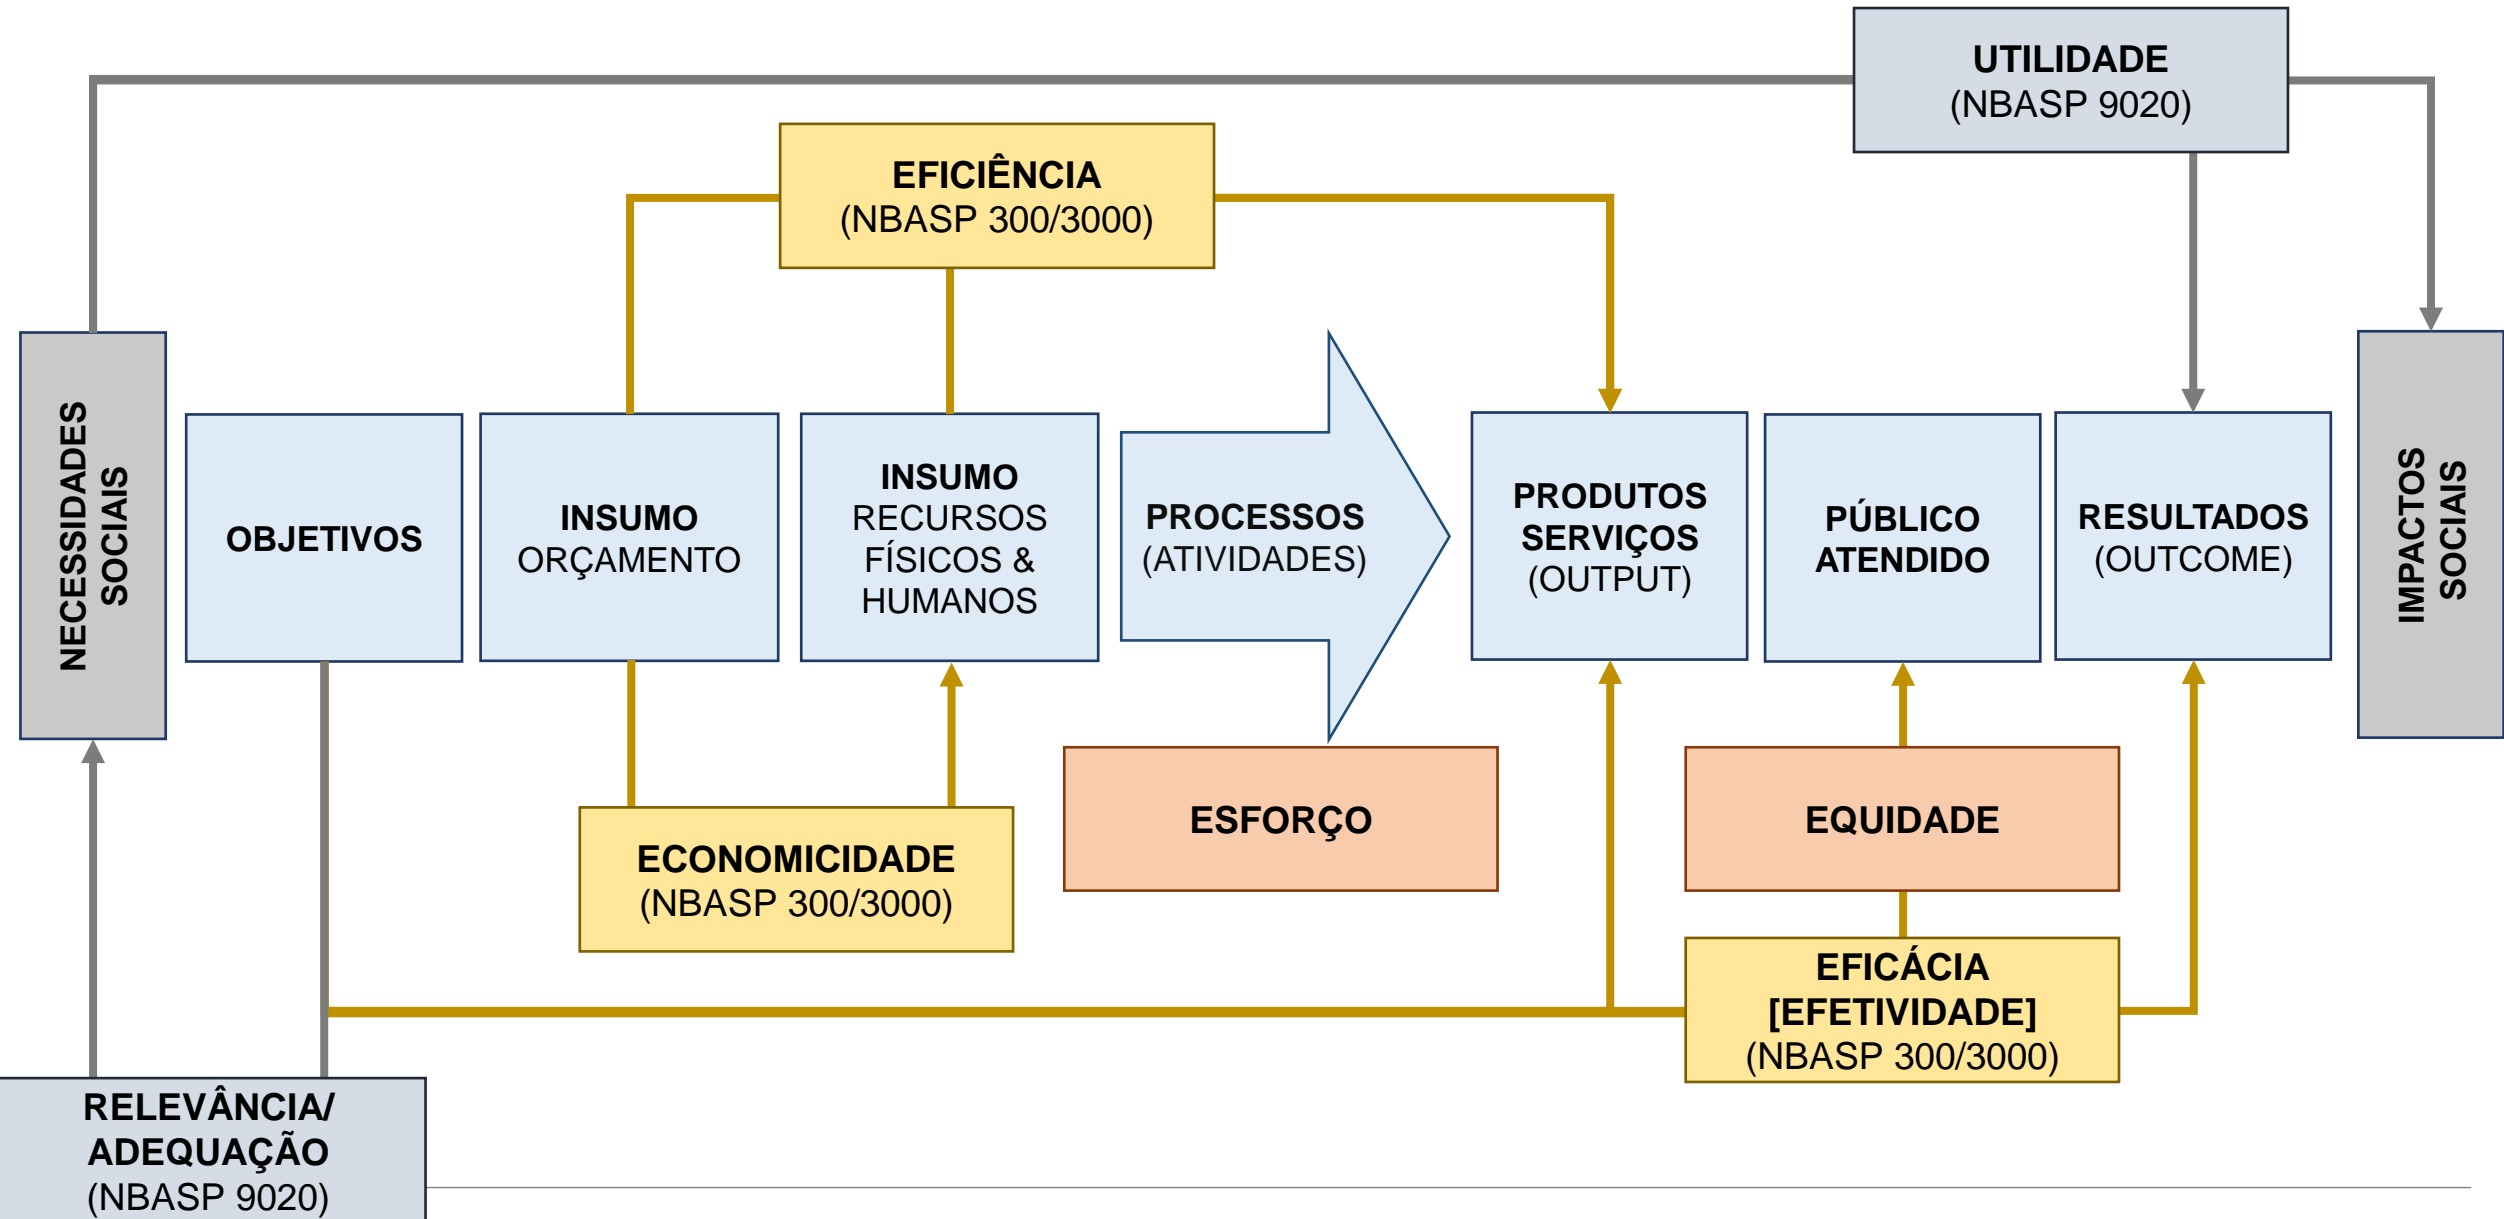 UTILIDADE
(NBASP 9020)
EFICIÊNCIA
(NBASP 300/3000)
NECESSIDADES
SOCIAIS
OBJETIVOS
INSUMO
ORÇAMENTO
INSUMO
RECURSOS
FÍSICOS &
HUMANOS
PROCESSOS
(ATIVIDADES)
PRODUTOS
SERVIÇOS
(OUTPUT)
PÚBLICO
ATENDIDO
RESULTADOS
(OUTCOME)
IMPACTOS
SOCIAIS
ECONOMICIDADE
(NBASP 300/3000)
ESFORÇO
EQUIDADE
EFICÁCIA
[EFETIVIDADE]
(NBASP 300/3000)
RELEVÂNCIA/
ADEQUAÇÃO
(NBASP 9020)